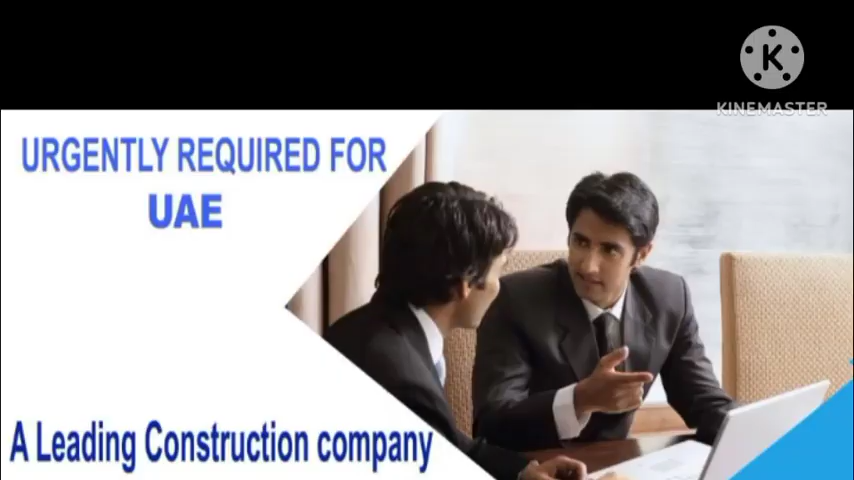 K
KINEMASTER
URGENTLY REQUIRED FOR
UAE
A Leading Construction company